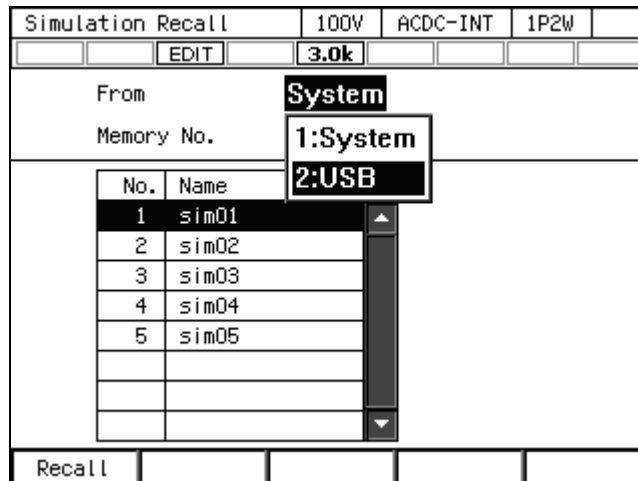 Simulation Recall 100V ACDC-INT 1P2W
EDIT 3.0k
From System
Memory No. 1:System
2:USB
No. Name
1 sim01
2 sim02
3 sim03
4 sim04
5 sim05
Recall